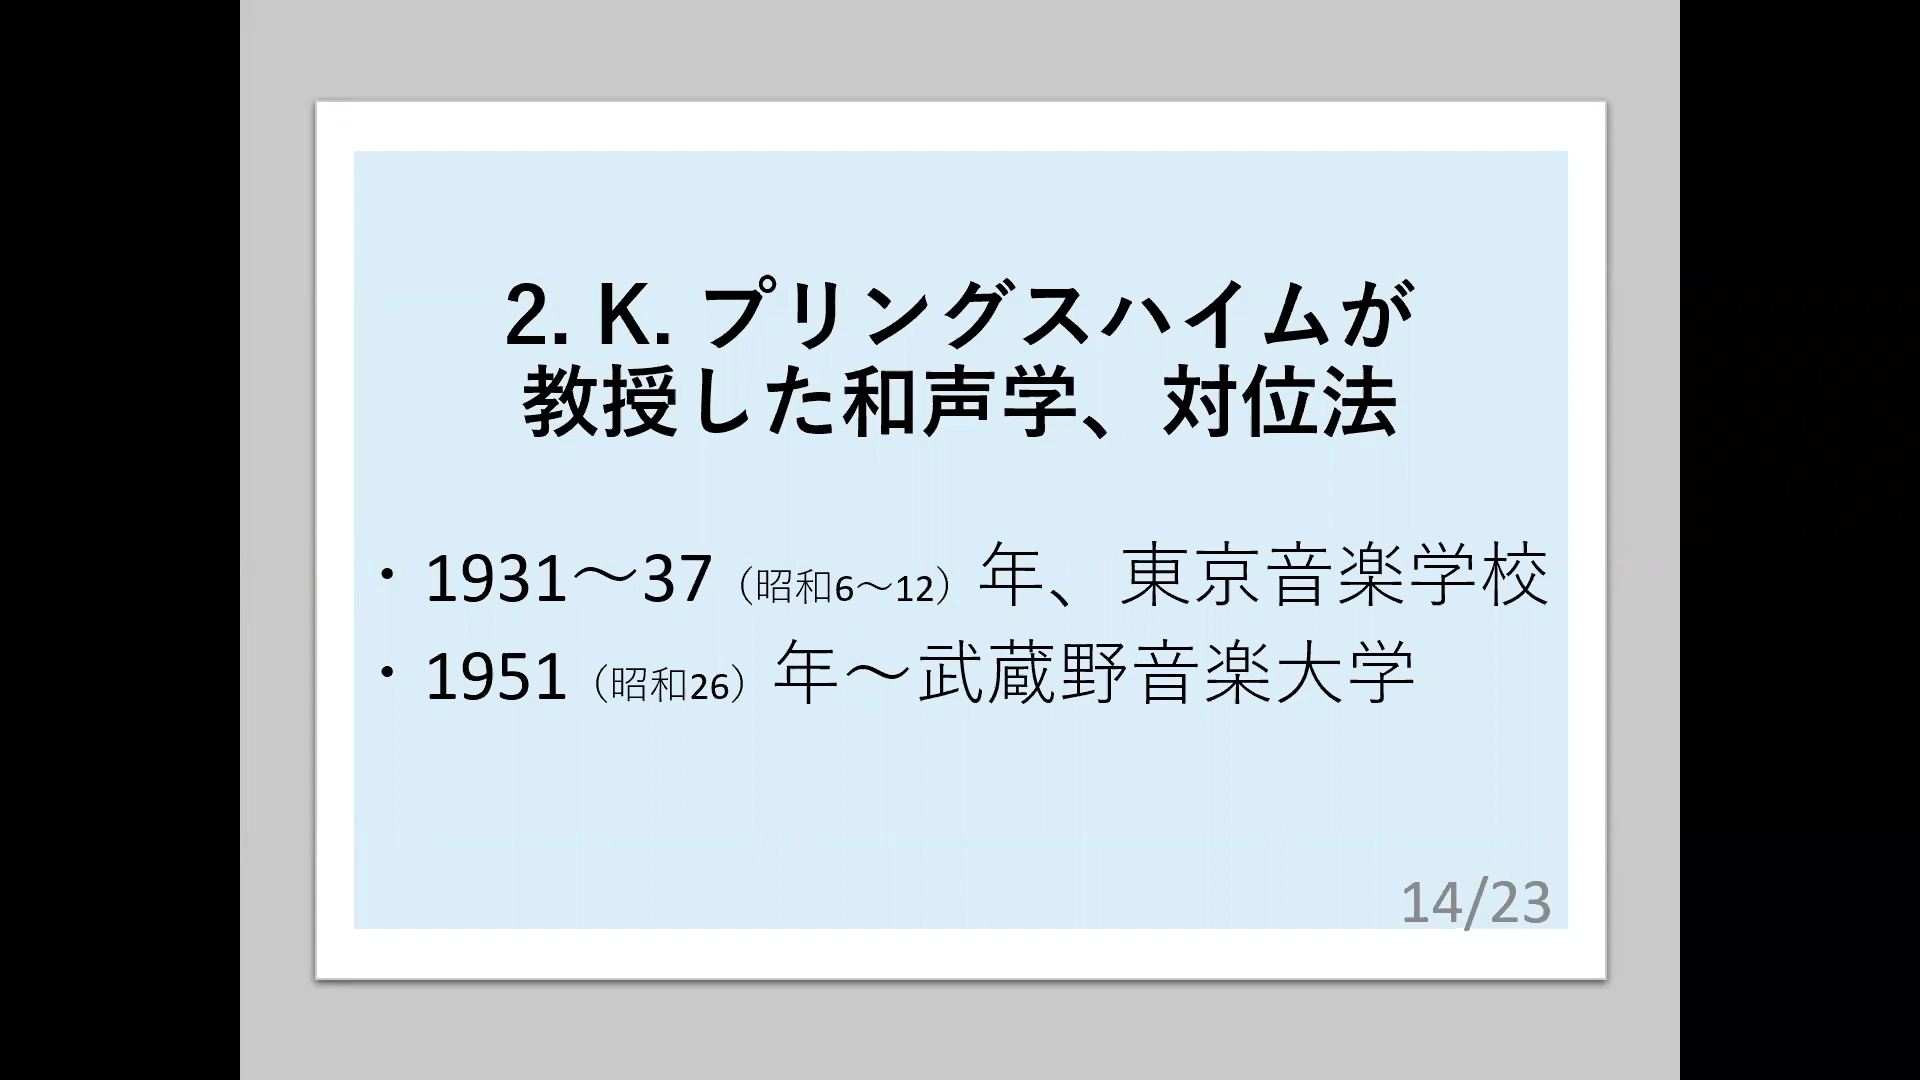 2. K. プリングスハイムが
教授した和声学、対位法
・1931～37（昭和6～12）年、東京音楽学校
・1951（昭和26）年～武蔵野音楽大学
14/23